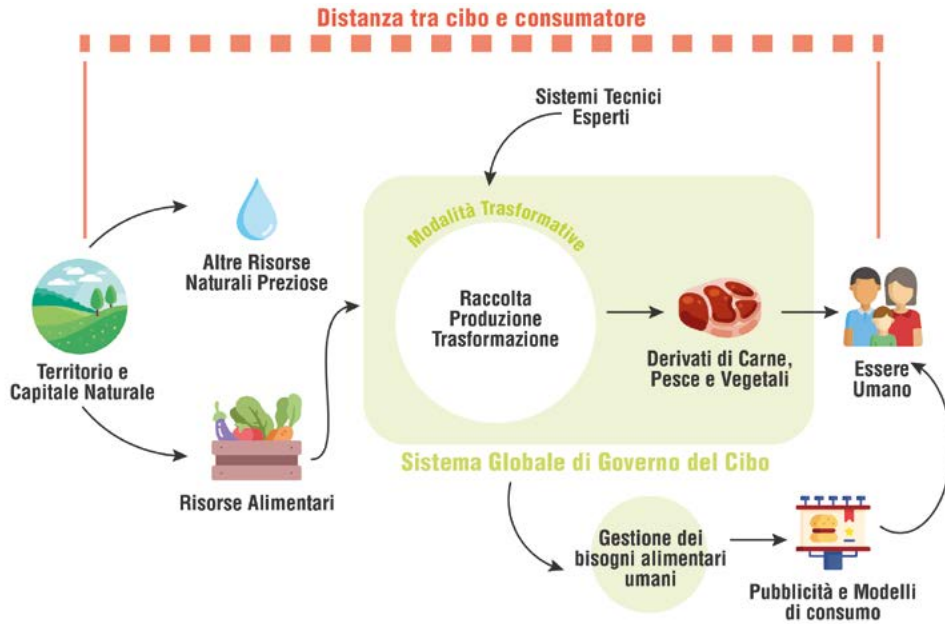 Distanza tra cibo e consumatore
Sistemi Tecnici
Esperti
Modalità Trasformative
Altre Risorse
Naturali Preziose
Raccolta
Produzione
Trasformazione
Territorio e
Capitale Naturale
Derivati di Carne,
Pesce e Vegetali
Essere
Umano
Risorse Alimentari
Sistema Globale di Governo del Cibo
Gestione dei
bisogni alimentari
umani
Pubblicità e Modelli
di consumo